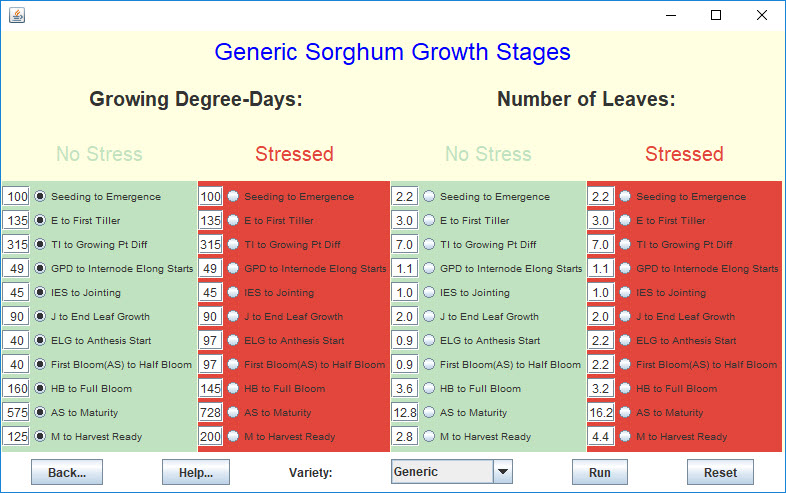 Generic Sorghum Growth Stages
Growing Degree-Days: Number of Leaves:
No Stress Stressed No Stress Stressed
100 Seeding to Emergence 100 Seeding to Emergence 2.2 Seeding to Emergence 2.2 Seeding to Emergence
135 E to First Tiller 135 E to First Tiller 3.0 E to First Tiller 3.0 E to First Tiller
315 TI to Growing Pt Diff 315 TI to Growing Pt Diff 7.0 TI to Growing Pt Diff 7.0 TI to Growing Pt Diff
49 GPD to Internode Elong Starts 49 GPD to Internode Elong Starts 1.1 GPD to Internode Elong Starts 1.1 GPD to Internode Elong Starts
45 IES to Jointing 45 IES to Jointing 1.0 IES to Jointing 1.0 IES to Jointing
90 J to End Leaf Growth 90 J to End Leaf Growth 2.0 J to End Leaf Growth 2.0 J to End Leaf Growth
40 ELG to Anthesis Start 97 ELG to Anthesis Start 0.9 ELG to Anthesis Start 2.2 ELG to Anthesis Start
40 First Bloom(AS) to Half Bloom 97 First Bloom(AS) to Half Bloom 0.9 First Bloom(AS) to Half Bloom 2.2 First Bloom(AS) to Half Bloom
160 HB to Full Bloom 145 HB to Full Bloom 3.6 HB to Full Bloom 3.2 HB to Full Bloom
575 AS to Maturity 728 AS to Maturity 12.8 AS to Maturity 16.2 AS to Maturity
125 M to Harvest Ready 200 M to Harvest Ready 2.8 M to Harvest Ready 4.4 M to Harvest Ready
Back... Help... Variety: Generic Run Reset